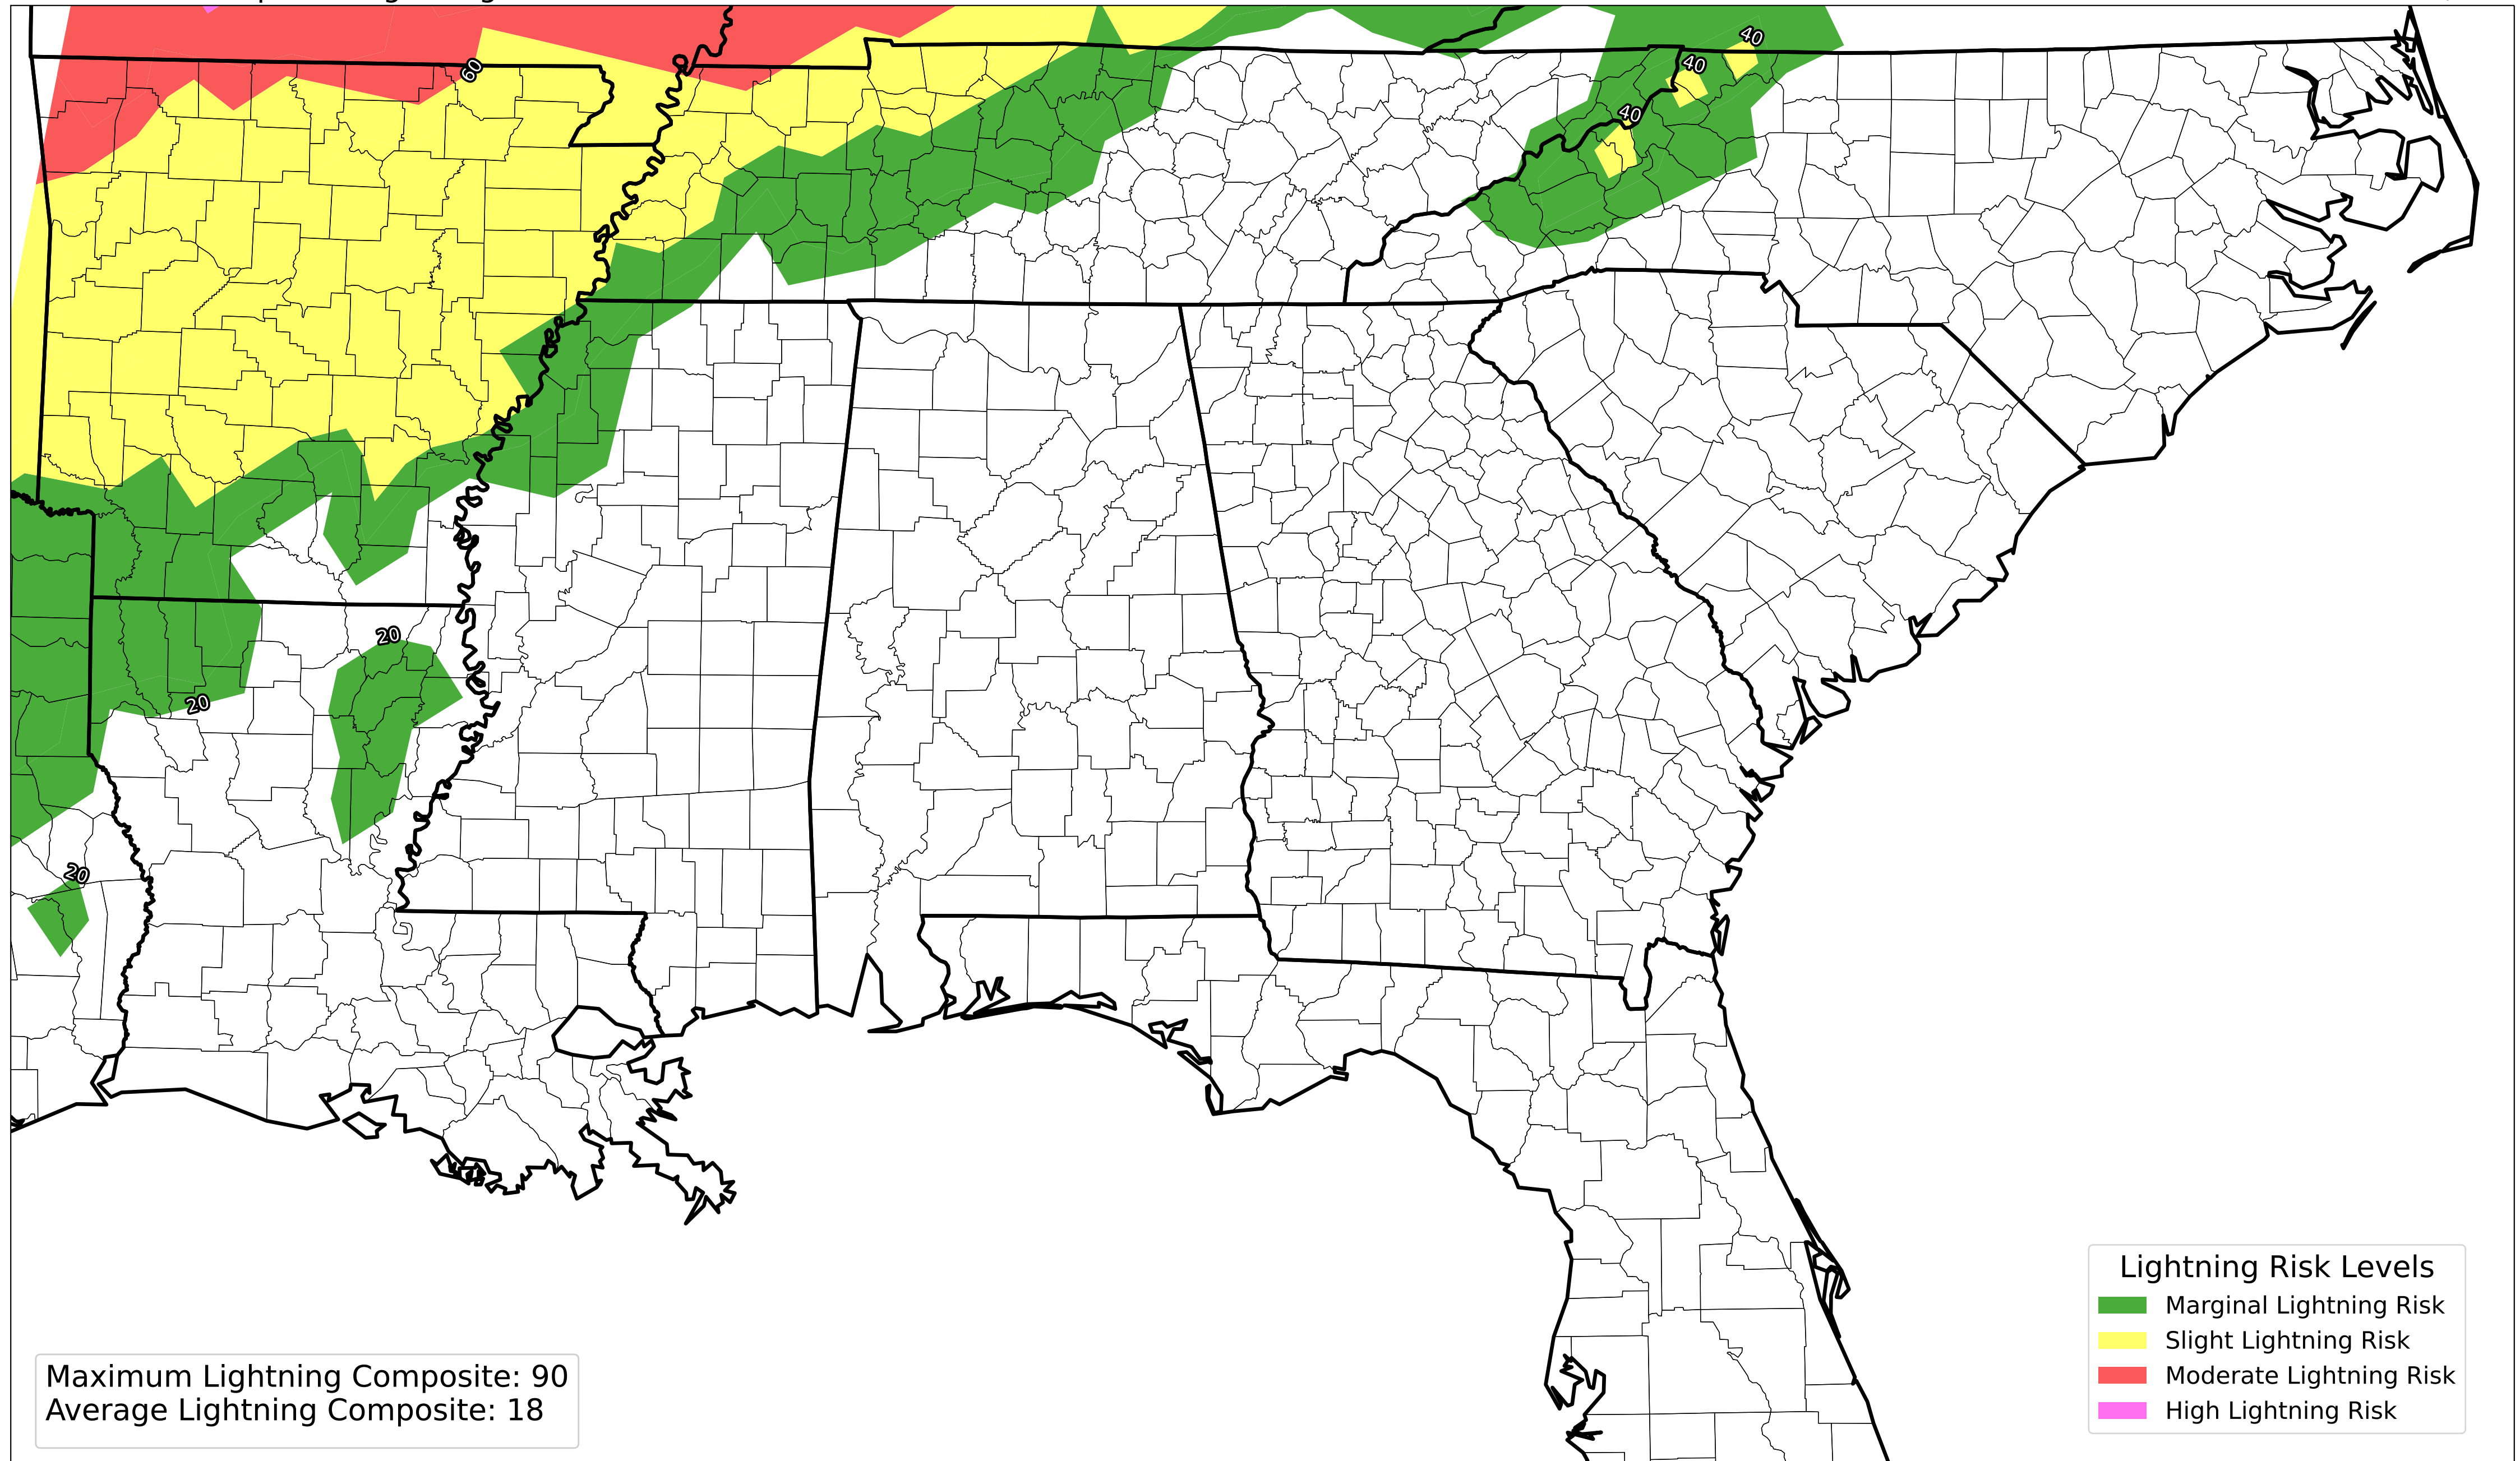 60
40
40
40
20
20
20
Lightning Risk Levels
Marginal Lightning Risk
Slight Lightning Risk
Moderate Lightning Risk
High Lightning Risk
Maximum Lightning Composite: 90
Average Lightning Composite: 18